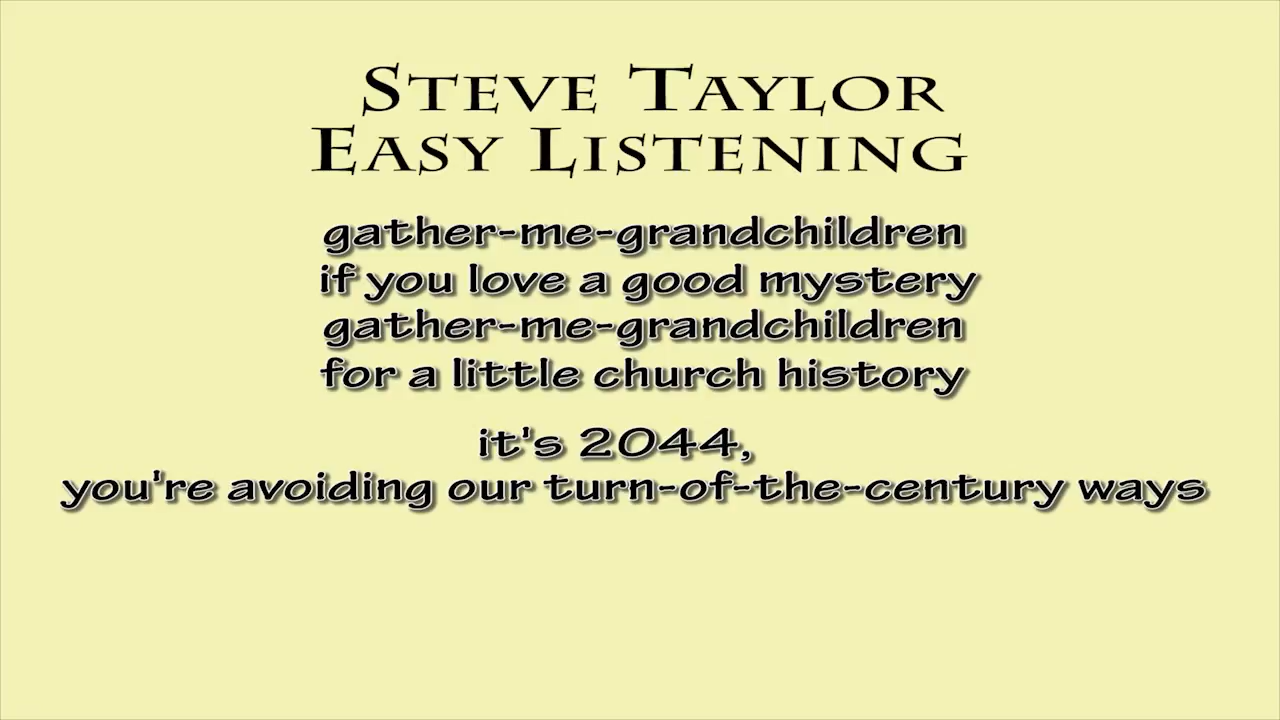 Steve Taylor
Easy Listening
gather-me-grandchildren
if you love a good mystery
gather-me-grandchildren
for a little church history
it's 2044,
you're avoiding our turn-of-the-century ways